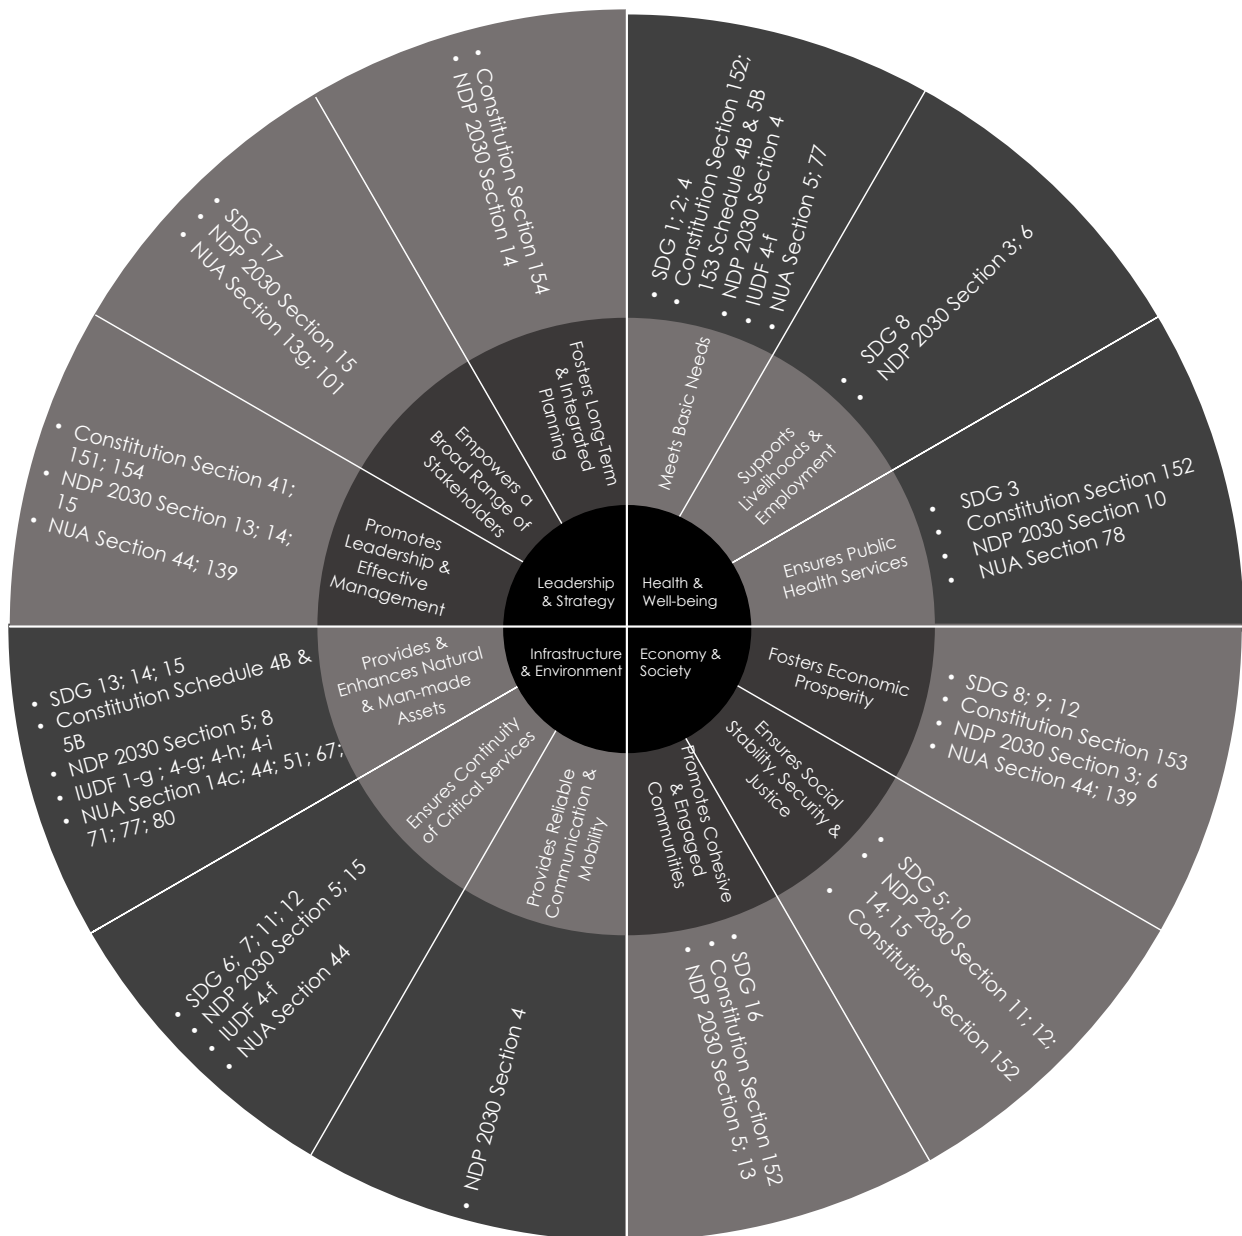 Leadership
& Strategy
Health &
Well-being
Infrastructure
& Environment
Economy &
Society
Meets Basic Needs
• SDG 1; 2; 4
• Constitution Section 152;
153 Schedule 4B & 5B
• NDP 2030 Section 4
• IUDF 4-f
• NUA Section 5; 77
Supports
Livelihoods &
Employment
• SDG 8
• NDP 2030 Section 3; 6
Ensures Public
Health Services
• SDG 3
• Constitution Section 152
• NDP 2030 Section 10
• NUA Section 78
Fosters Economic
Prosperity
• SDG 8; 9; 12
• Constitution Section 153
• NDP 2030 Section 3; 6
• NUA Section 44; 139
Ensures Social
Stability, Security &
Justice
• SDG 5; 10
• NDP 2030 Section 11; 12;
14; 15
• Constitution Section 152
Promotes Cohesive
& Engaged
Communities
• SDG 16
• Constitution Section 152
• NDP 2030 Section 5; 13
Provides Reliable
Communication &
Mobility
• NDP 2030 Section 4
Ensures Continuity
of Critical Services
• SDG 6; 7; 11; 12
• NDP 2030 Section 5; 15
• IUDF 4-f
• NUA Section 44
Provides &
Enhances Natural
& Man-made
Assets
• SDG 13; 14; 15
• Constitution Schedule 4B &
5B
• NDP 2030 Section 5; 8
• IUDF 1-g ; 4-g; 4-h; 4-i
• NUA Section 14c; 44; 51; 67;
71; 77; 80
Promotes
Leadership &
Effective
Management
• Constitution Section 41;
151; 154
• NDP 2030 Section 13; 14;
15
• NUA Section 44; 139
Empowers a
Broad Range of
Stakeholders
• SDG 17
• NDP 2030 Section 15
• NUA Section 13g; 101
Fosters Long-Term
& Integrated
Planning
• Constitution Section 154
• NDP 2030 Section 14